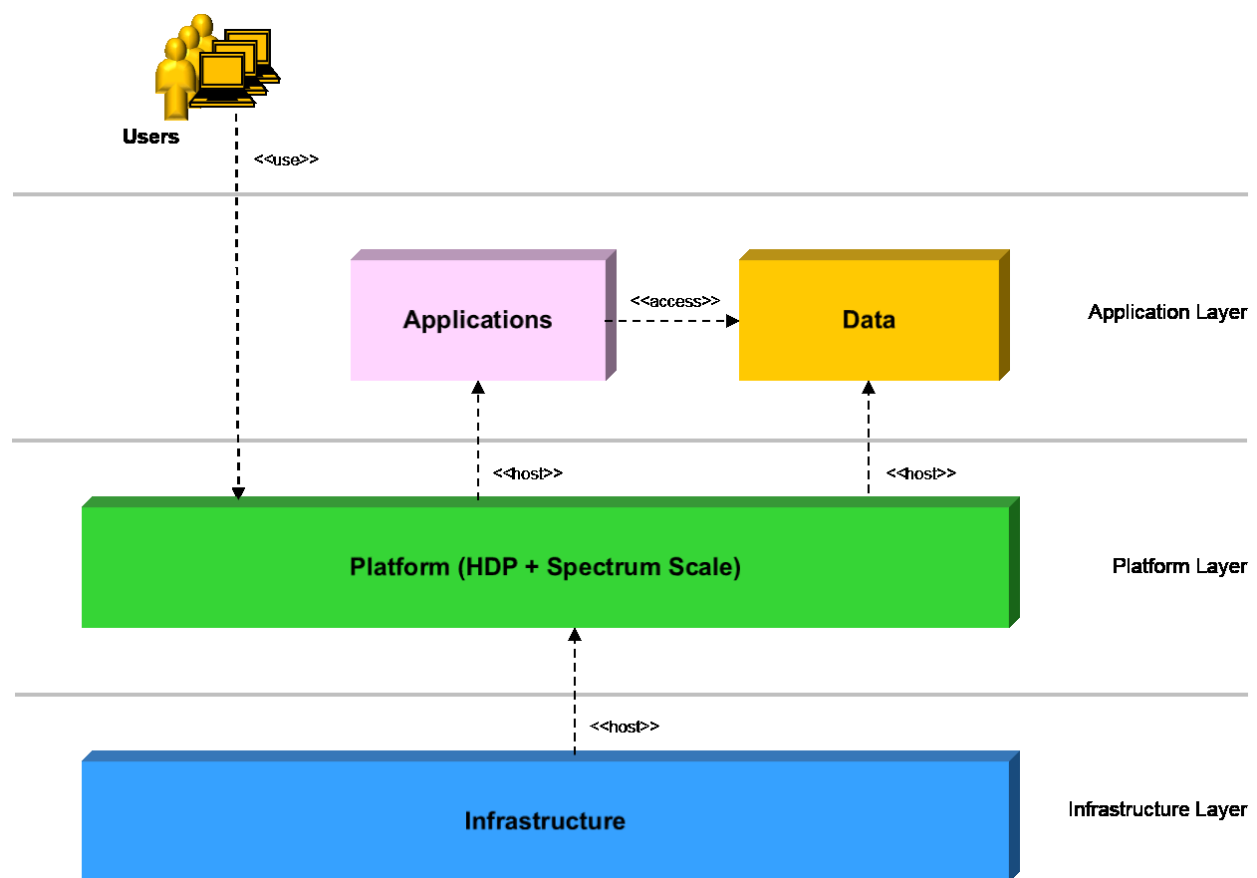 Users
<<use>>
Applications
<<access>>
Data
Application Layer
<<host>>
<<host>>
Platform (HDP + Spectrum Scale)
Platform Layer
<<host>>
Infrastructure
Infrastructure Layer